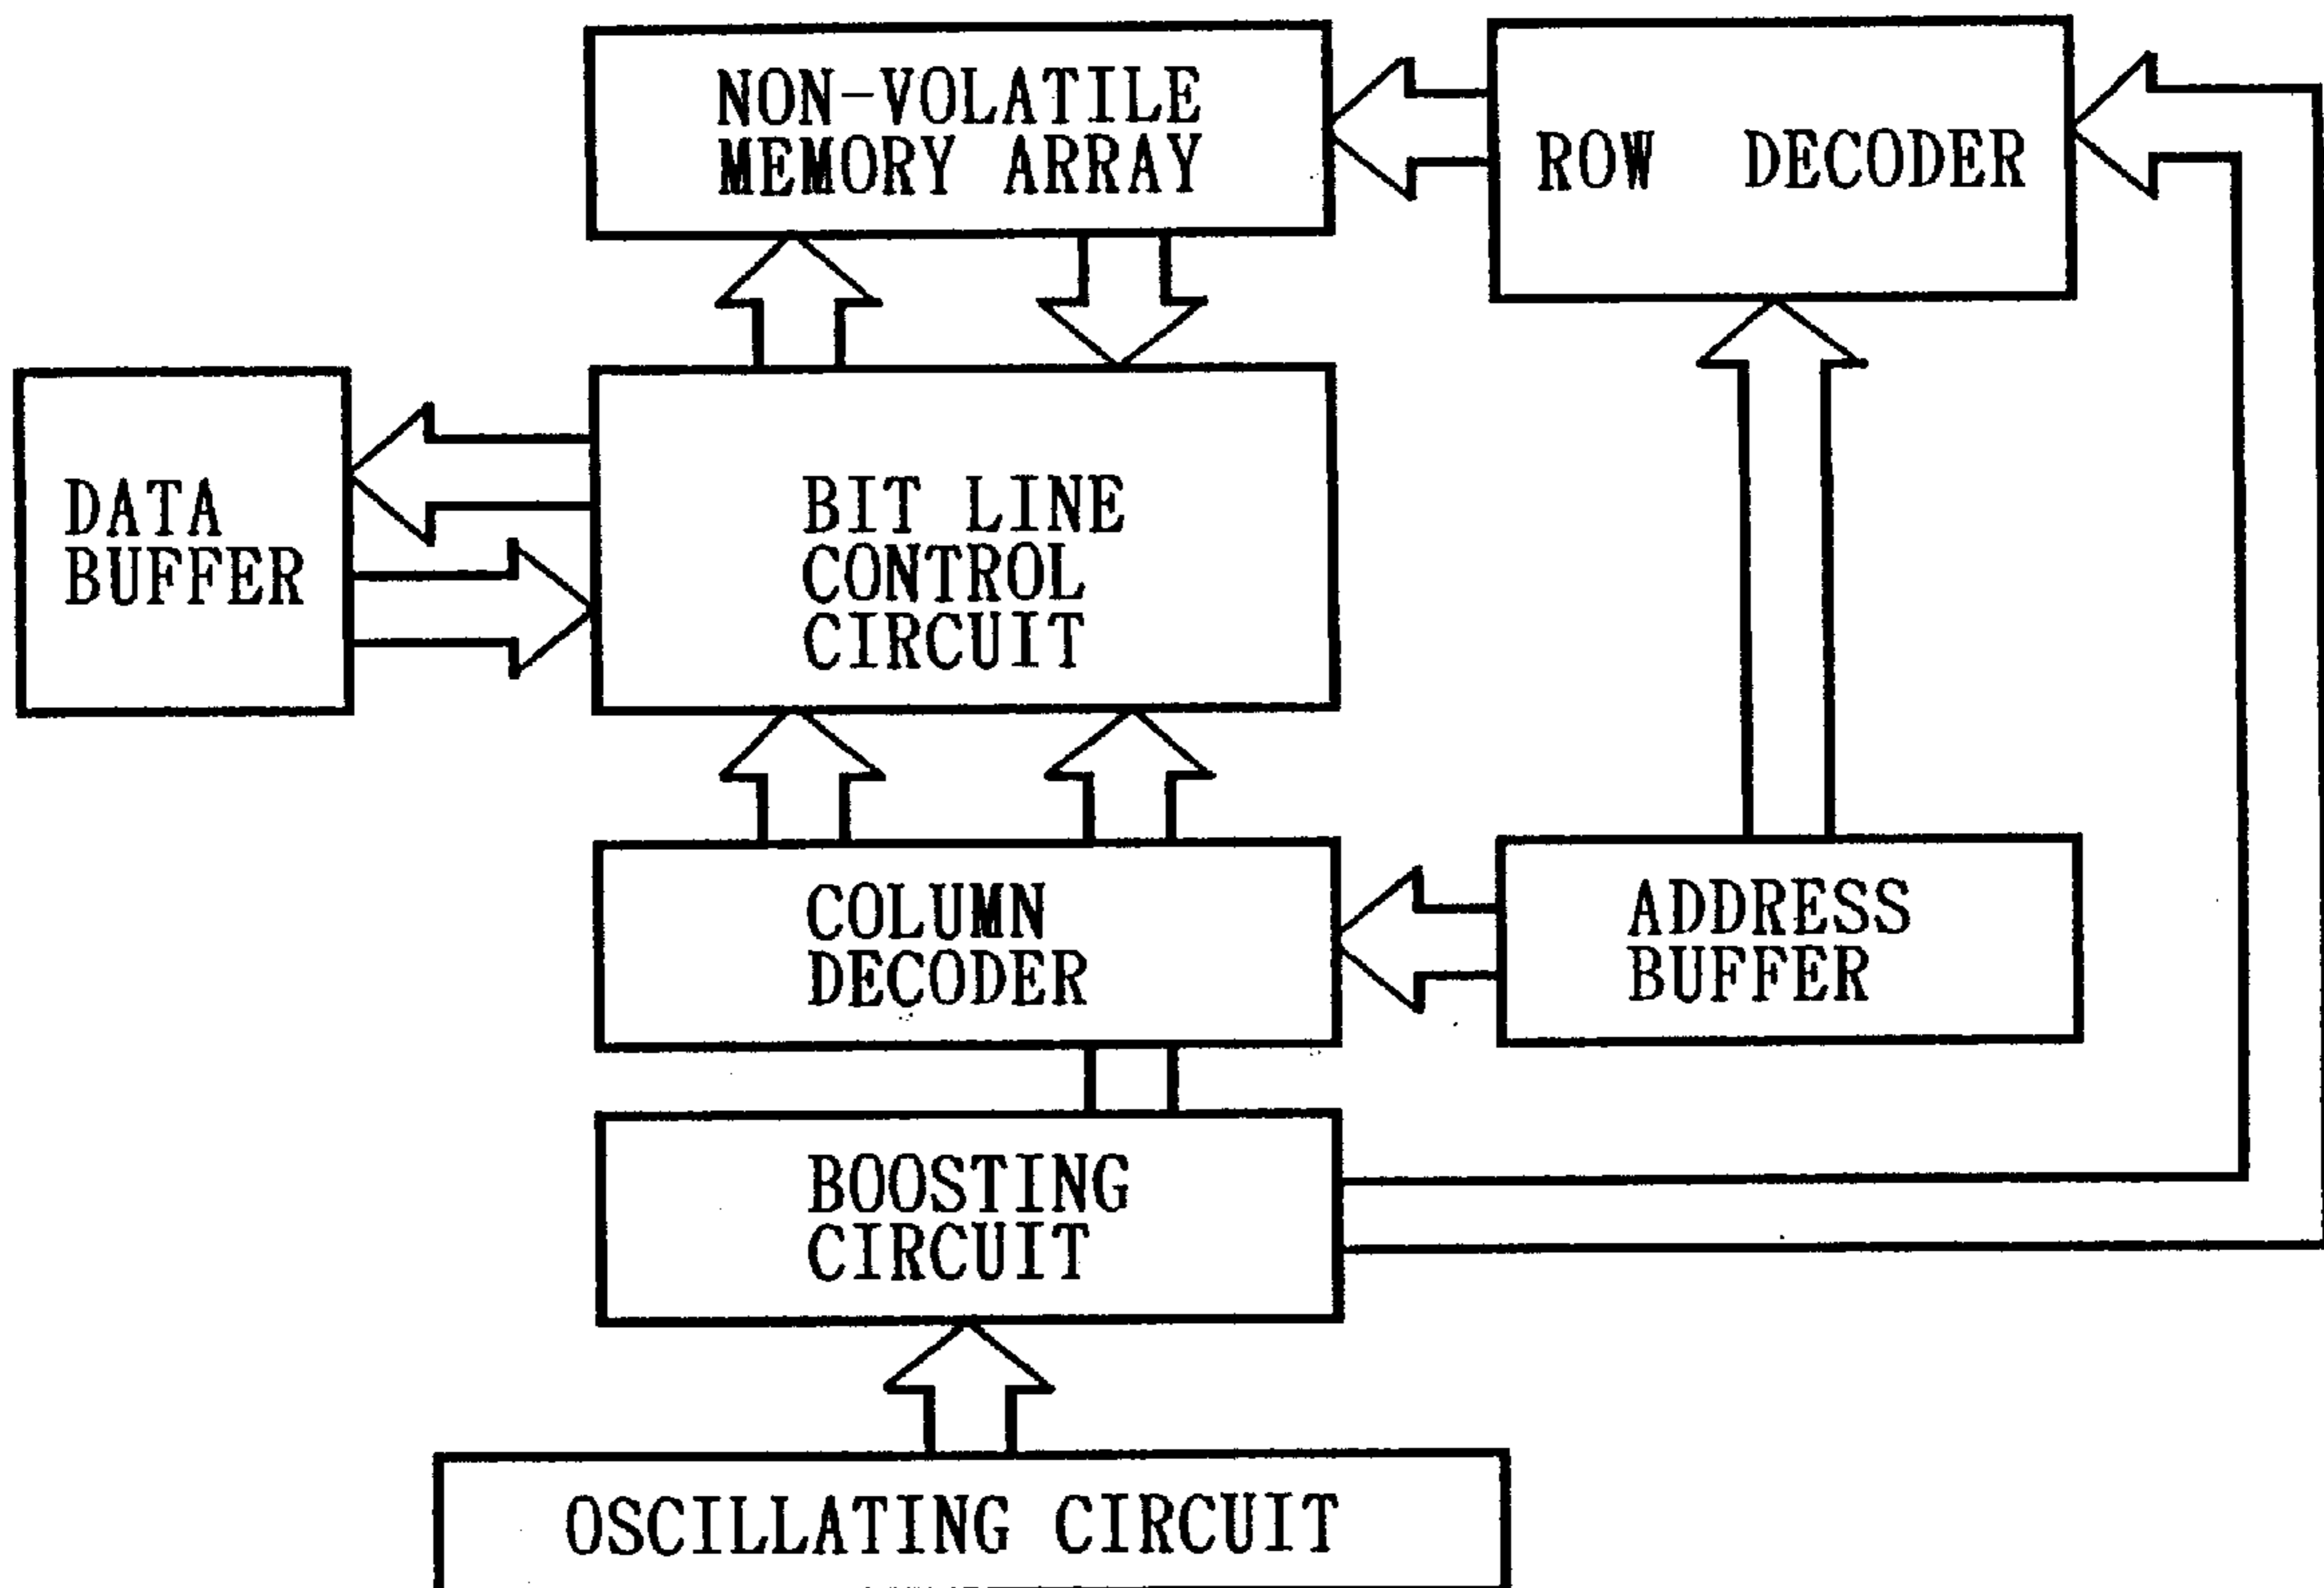 NON-VOLATILE
MEMORY ARRAY
ROW DECODER
DATA
BUFFER
BIT LINE
CONTROL
CIRCUIT
COLUMN
DECODER
ADDRESS
BUFFER
BOOSTING
CIRCUIT
OSCILLATING CIRCUIT